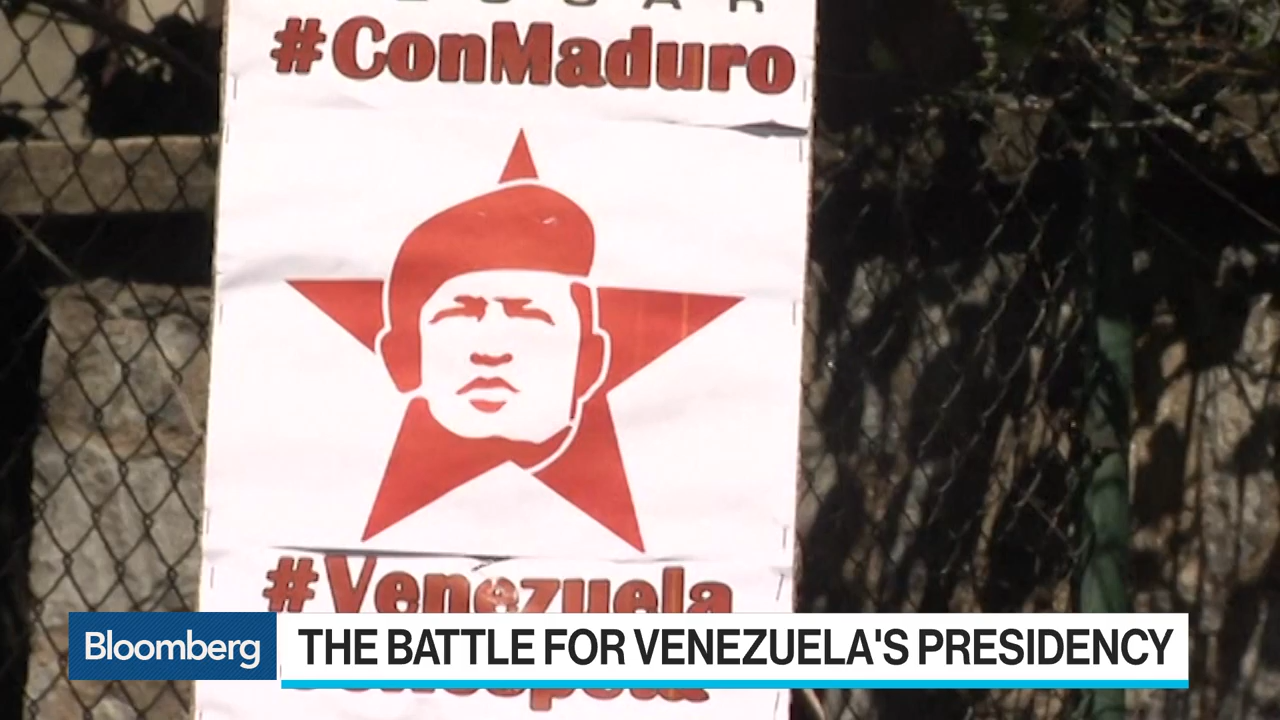 #ConMaduro
#Venezuela
Bloomberg
THE BATTLE FOR VENEZUELA'S PRESIDENCY